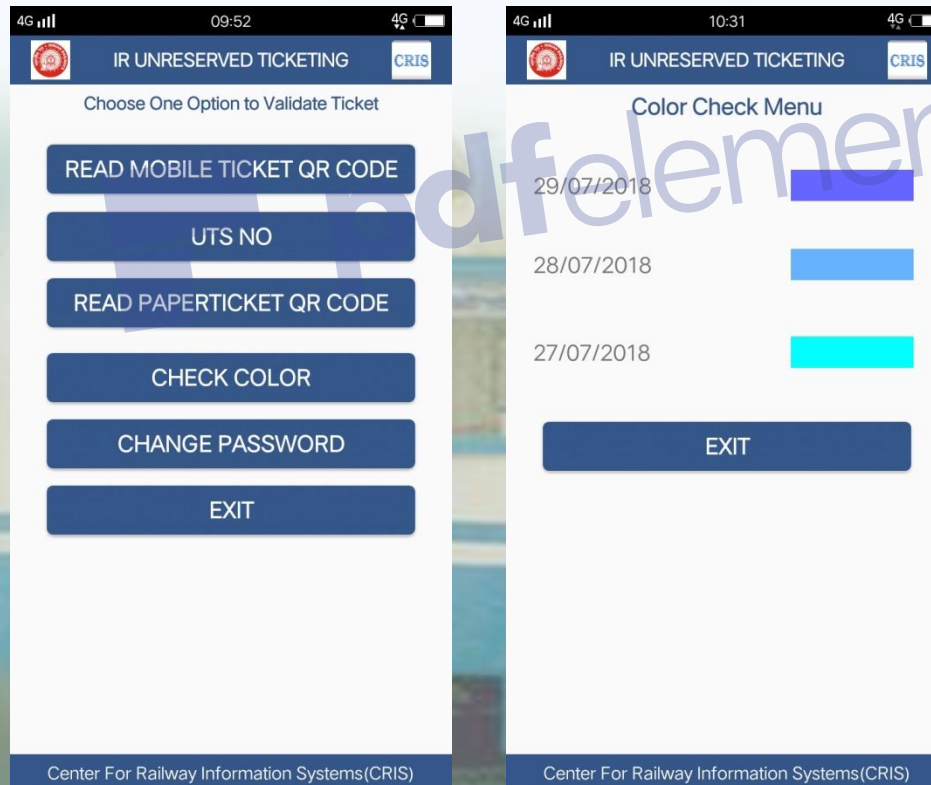 4G 09:52 4G
IR UNRESERVED TICKETING
CRIS
Choose One Option to Validate Ticket
READ MOBILE TICKET QR CODE
UTS NO
READ PAPERTICKET QR CODE
CHECK COLOR
CHANGE PASSWORD
EXIT
Center For Railway Information Systems(CRIS)
4G 10:31 4G
IR UNRESERVED TICKETING
CRIS
Color Check Menu
29/07/2018
28/07/2018
27/07/2018
EXIT
Center For Railway Information Systems(CRIS)
pdfelemer